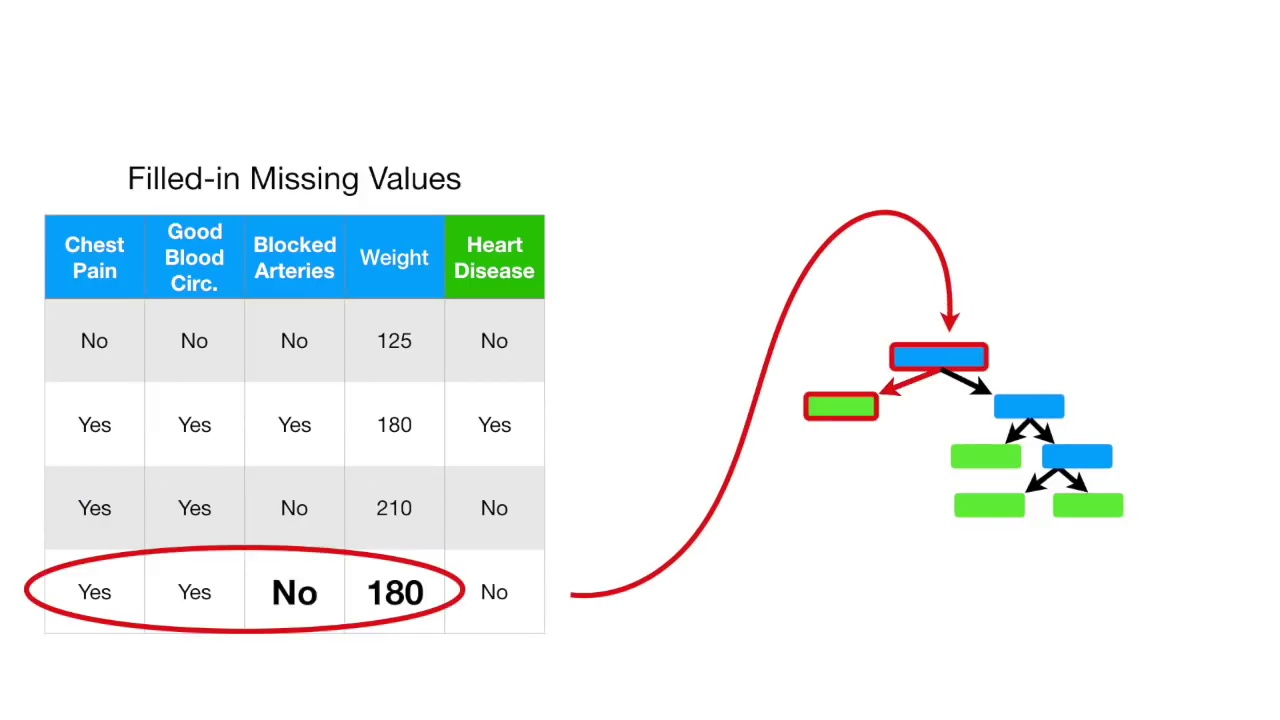 Filled-in Missing Values
Chest
Pain
Good
Blood
Circ.
Blocked
Arteries
Weight
Heart
Disease
No No No 125 No
Yes Yes Yes 180 Yes
Yes Yes No 210 No
Yes Yes No 180 No